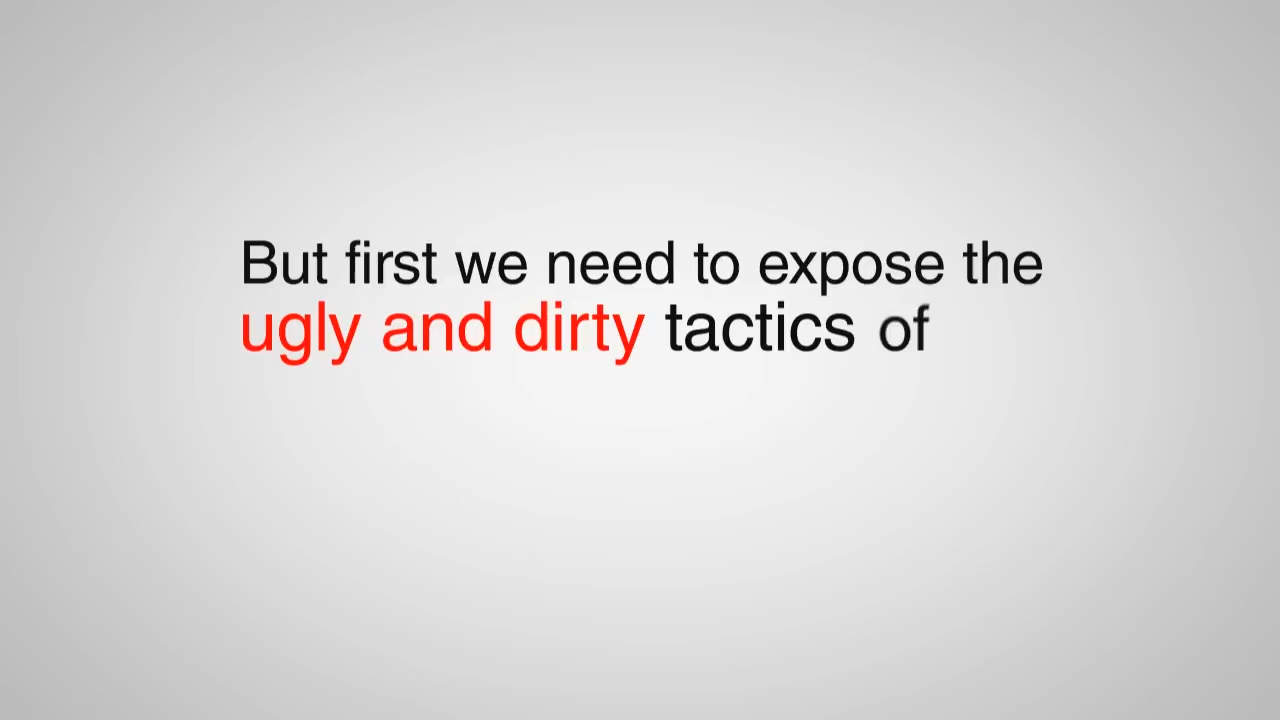 But first we need to expose the
ugly and dirty tactics of